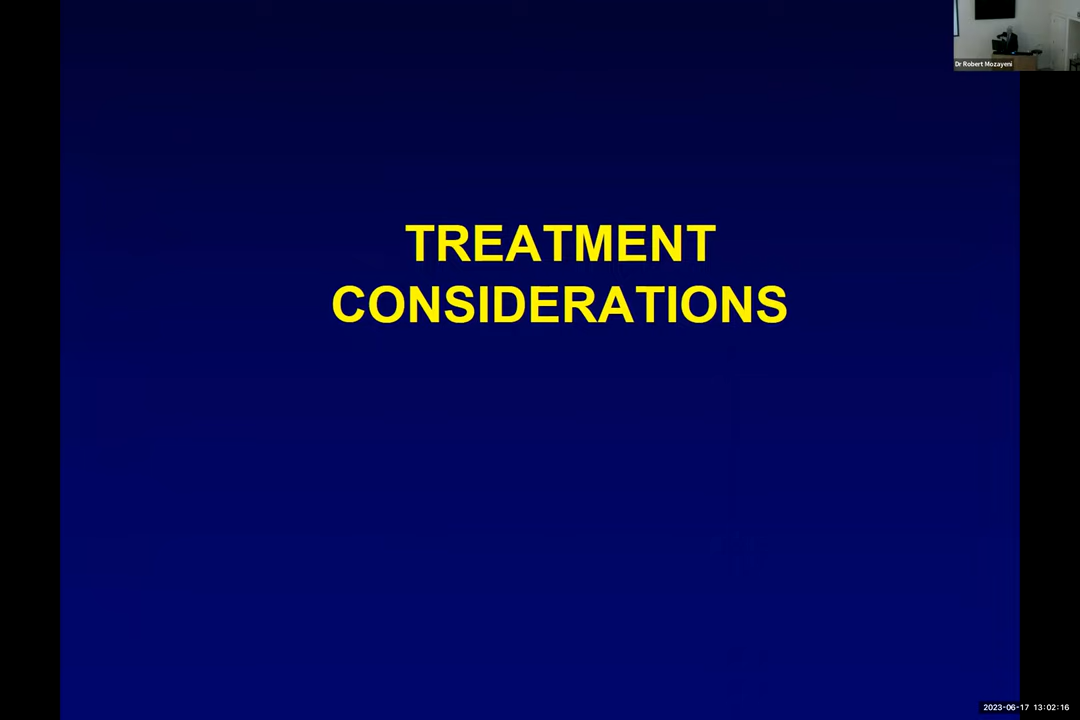 Dr Robert Mozayeni
TREATMENT
CONSIDERATIONS
2023-06-17 13:02:16